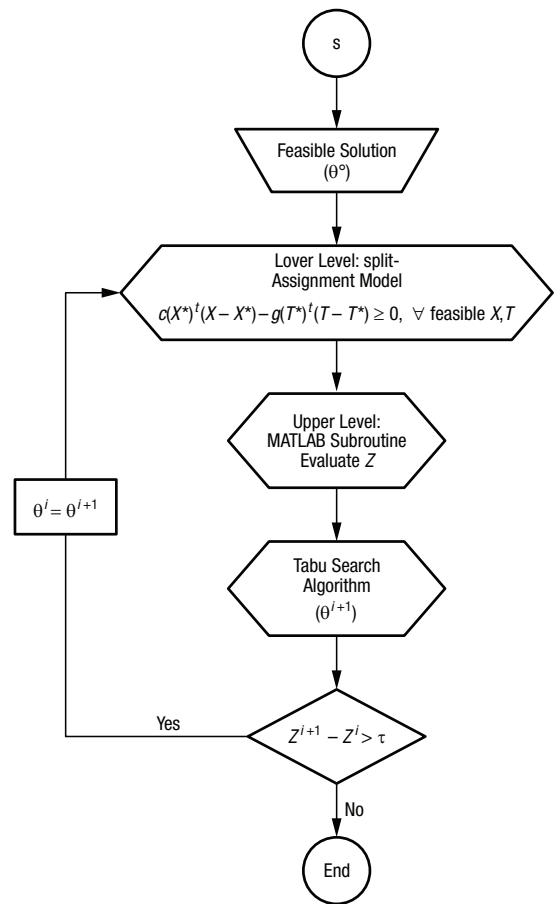 s
Feasible Solution
(θ°)
Lover Level: split-
Assignment Model
c(X*)ᵗ(X – X*) – g(T*)ᵗ(T – T*) ≥ 0, ∀ feasible X,T
Upper Level:
MATLAB Subroutine
Evaluate Z
θⁱ = θⁱ⁺¹
Tabu Search
Algorithm
(θⁱ⁺¹)
Yes
Zⁱ⁺¹ – Zⁱ > τ
No
End